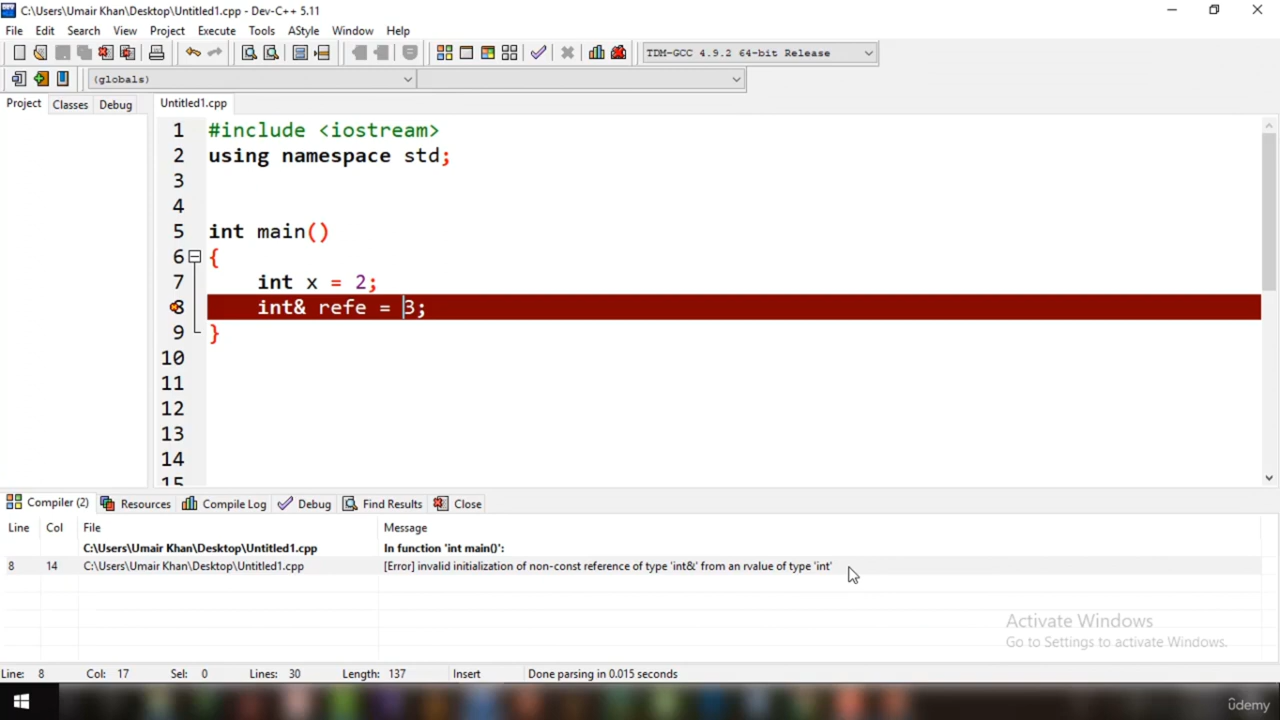 C:\Users\Umair Khan\Desktop\Untitled1.cpp - Dev-C++ 5.11
File Edit Search View Project Execute Tools AStyle Window Help
TDM-GCC 4.9.2 64-bit Release
(globals)
Project Classes Debug Untitled1.cpp
1 #include <iostream>
2 using namespace std;
3
4
5 int main()
6 {
7 int x = 2;
8 int& refe = 3;
9 }
10
11
12
13
14
15
Compiler (2) Resources Compile Log Debug Find Results Close
Line Col File Message
C:\Users\Umair Khan\Desktop\Untitled1.cpp In function 'int main()':
8 14 C:\Users\Umair Khan\Desktop\Untitled1.cpp [Error] invalid initialization of non-const reference of type 'int&' from an rvalue of type 'int'
Activate Windows
Go to Settings to activate Windows.
Line: 8 Col: 17 Sel: 0 Lines: 30 Length: 137 Insert Done parsing in 0.015 seconds
ûdemy